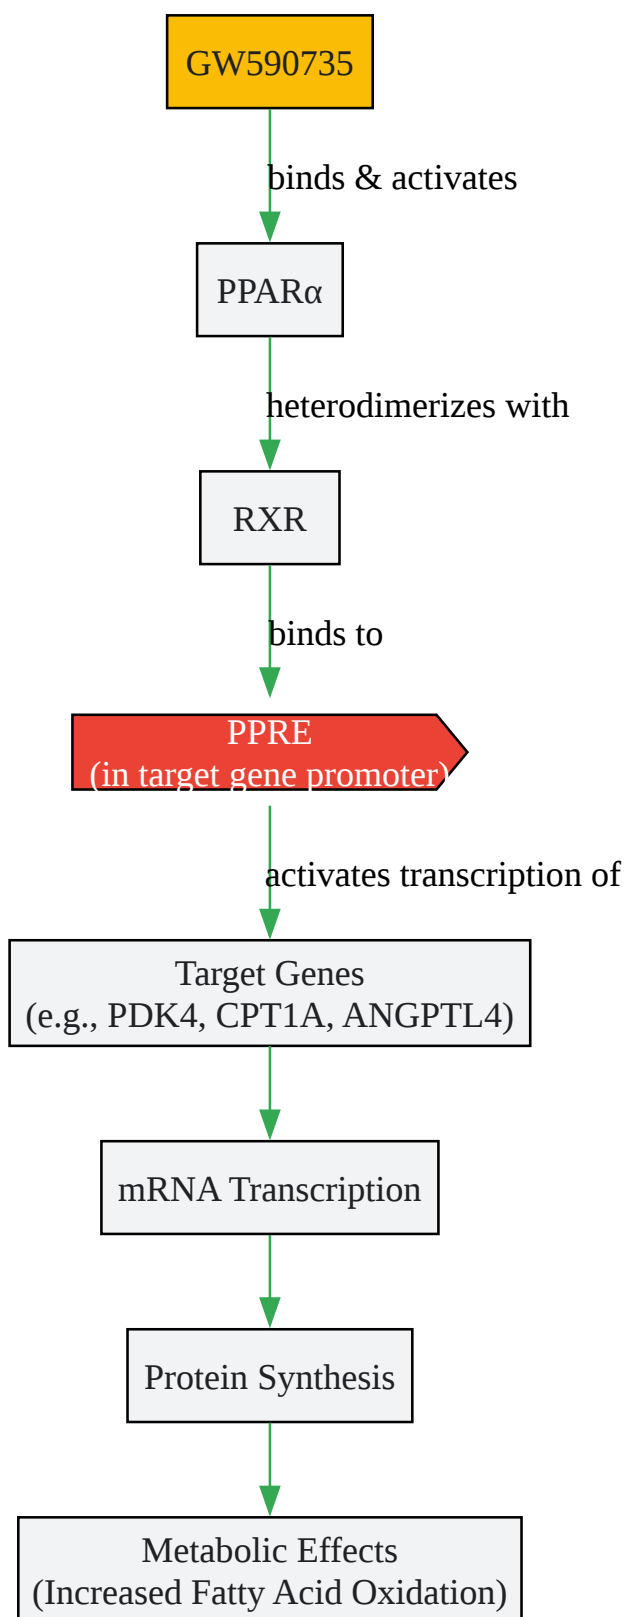 GW590735
binds & activates
PPARα
heterodimerizes with
RXR
binds to
PPRE
(in target gene promoter)
activates transcription of
Target Genes
(e.g., PDK4, CPT1A, ANGPTL4)
mRNA Transcription
Protein Synthesis
Metabolic Effects
(Increased Fatty Acid Oxidation)